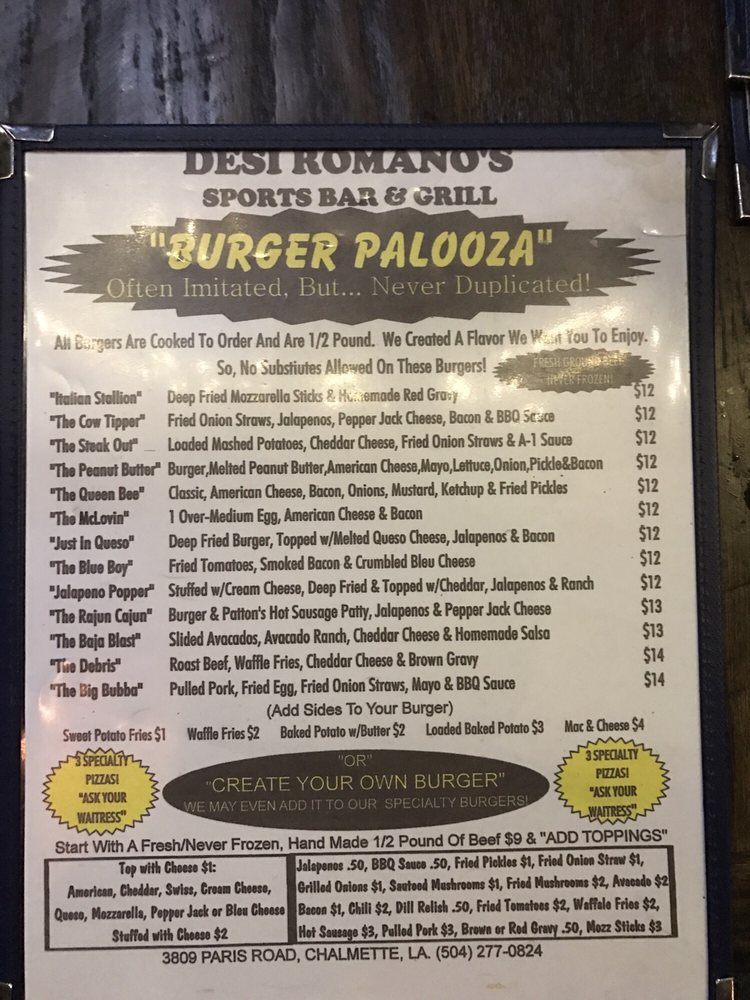 DESI ROMANO'S
SPORTS BAR & GRILL
"BURGER PALOOZA"
Often Imitated, But... Never Duplicated!
All Burgers Are Cooked To Order And Are 1/2 Pound. We Created A Flavor We Want You To Enjoy.
So, No Substiutes Allowed On These Burgers!
FRESH GROUND BEEF
NEVER FROZEN!
"Italian Stallion" Deep Fried Mozzarella Sticks & Homemade Red Gravy $12
"The Cow Tipper" Fried Onion Straws, Jalapenos, Pepper Jack Cheese, Bacon & BBQ Sauce $12
"The Steak Out" Loaded Mashed Potatoes, Cheddar Cheese, Fried Onion Straws & A-1 Sauce $12
"The Peanut Butter" Burger,Melted Peanut Butter,American Cheese,Mayo,Lettuce,Onion,Pickle&Bacon $12
"The Queen Bee" Classic, American Cheese, Bacon, Onions, Mustard, Ketchup & Fried Pickles $12
"The McLovin" 1 Over-Medium Egg, American Cheese & Bacon $12
"Just In Queso" Deep Fried Burger, Topped w/Melted Queso Cheese, Jalapenos & Bacon $12
"The Blue Boy" Fried Tomatoes, Smoked Bacon & Crumbled Bleu Cheese $12
"Jalapeno Popper" Stuffed w/Cream Cheese, Deep Fried & Topped w/Cheddar, Jalapenos & Ranch $12
"The Rajun Cajun" Burger & Patton's Hot Sausage Patty, Jalapenos & Pepper Jack Cheese $13
"The Baja Blast" Slided Avacados, Avacado Ranch, Cheddar Cheese & Homemade Salsa $13
"The Debris" Roast Beef, Waffle Fries, Cheddar Cheese & Brown Gravy $14
"The Big Bubba" Pulled Pork, Fried Egg, Fried Onion Straws, Mayo & BBQ Sauce $14
(Add Sides To Your Burger)
Sweet Potato Fries $1 Waffle Fries $2 Baked Potato w/Butter $2 Loaded Baked Potato $3 Mac & Cheese $4
3 SPECIALTY
PIZZAS!
"ASK YOUR
WAITRESS"
"OR"
"CREATE YOUR OWN BURGER"
WE MAY EVEN ADD IT TO OUR SPECIALTY BURGERS!
3 SPECIALTY
PIZZAS!
"ASK YOUR
WAITRESS"
Start With A Fresh/Never Frozen, Hand Made 1/2 Pound Of Beef $9 & "ADD TOPPINGS"
Top with Cheese $1:
American, Cheddar, Swiss, Cream Cheese,
Queso, Mozzarella, Pepper Jack or Bleu Cheese
Stuffed with Cheese $2
Jalapenos .50, BBQ Sauce .50, Fried Pickles $1, Fried Onion Straw $1,
Grilled Onions $1, Sauteed Mushrooms $1, Fried Mushrooms $2, Avacado $2
Bacon $1, Chili $2, Dill Relish .50, Fried Tomatoes $2, Waffale Fries $2,
Hot Sausage $3, Pulled Pork $3, Brown or Red Gravy .50, Mozz Sticks $3
3809 PARIS ROAD, CHALMETTE, LA. (504) 277-0824